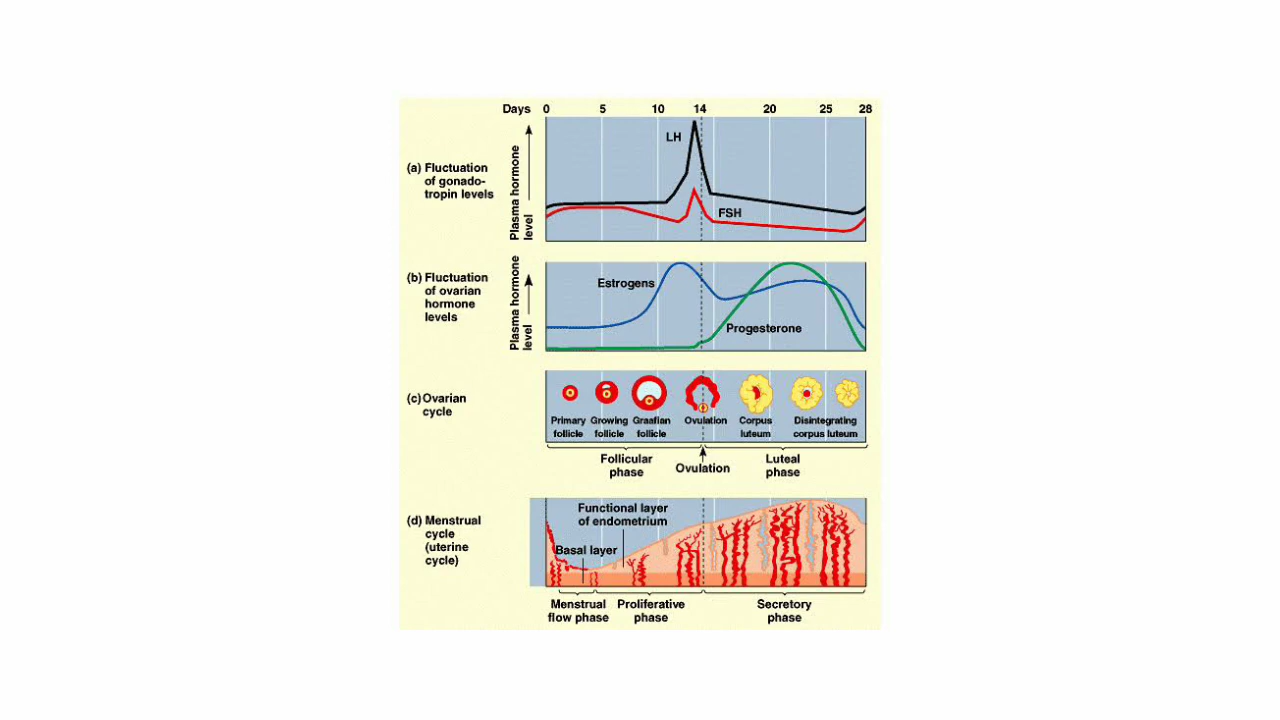 Days 0 5 10 14 20 25 28
(a) Fluctuation
of gonado-
tropin levels
Plasma hormone
level
LH
FSH
(b) Fluctuation
of ovarian
hormone
levels
Plasma hormone
level
Estrogens
Progesterone
(c) Ovarian
cycle
Primary Growing Graafian Ovulation Corpus Disintegrating
follicle follicle follicle luteum corpus luteum
Follicular
phase
Ovulation
Luteal
phase
(d) Menstrual
cycle
(uterine
cycle)
Functional layer
of endometrium
Basal layer
Menstrual
flow phase
Proliferative
phase
Secretory
phase